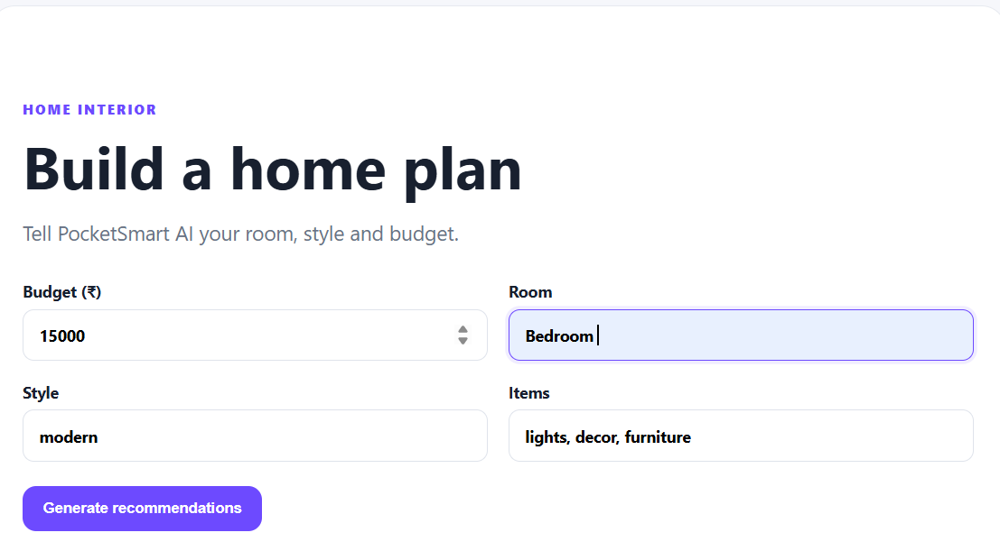 HOME INTERIOR
Build a home plan
Tell PocketSmart AI your room, style and budget.
Budget (₹)
Room
15000
Bedroom
Style
Items
modern
lights, decor, furniture
Generate recommendations